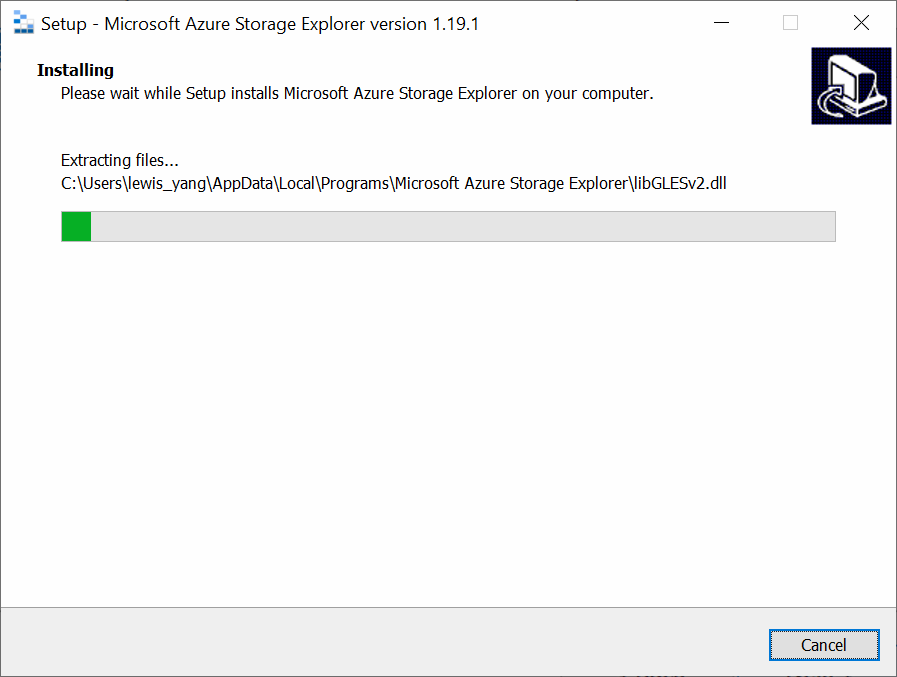 Setup - Microsoft Azure Storage Explorer version 1.19.1
Installing
Please wait while Setup installs Microsoft Azure Storage Explorer on your computer.
Extracting files...
C:\Users\lewis_yang\AppData\Local\Programs\Microsoft Azure Storage Explorer\libGLESv2.dll
Cancel